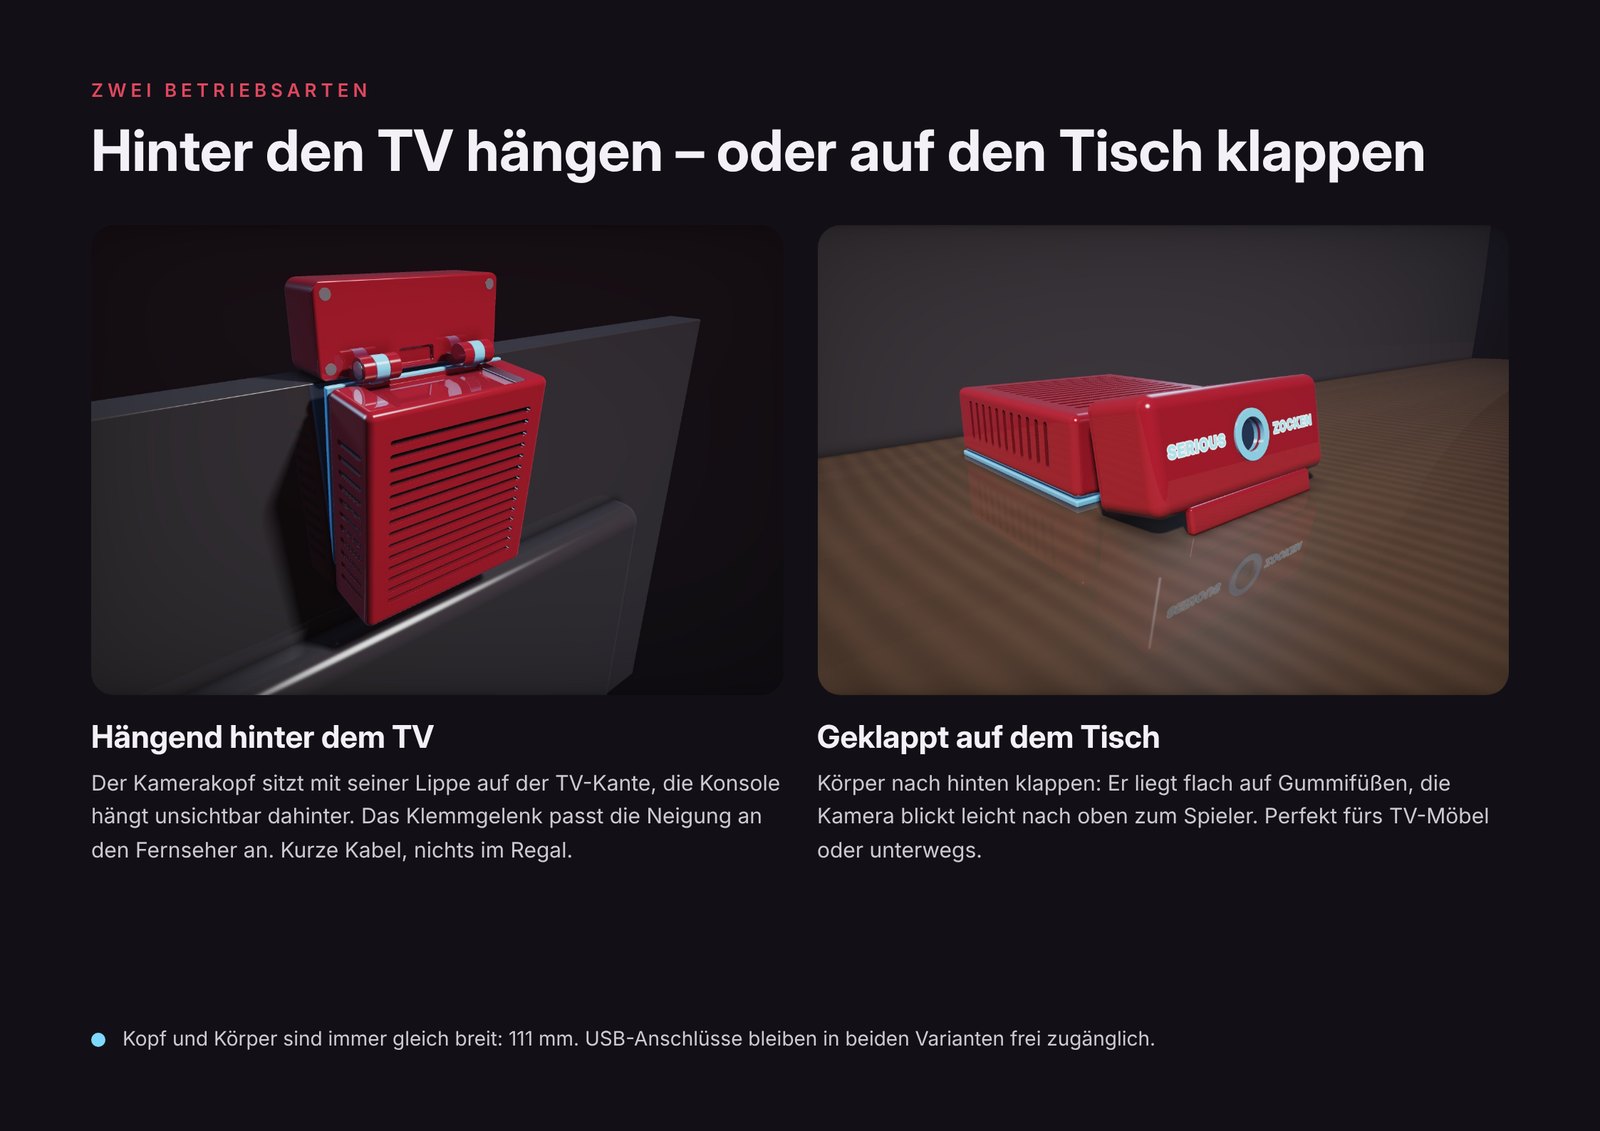 ZWEI BETRIEBSARTEN
Hinter den TV hängen – oder auf den Tisch klappen
SERIOUS ZOCKEN
Hängend hinter dem TV
Der Kamerakopf sitzt mit seiner Lippe auf der TV-Kante, die Konsole
hängt unsichtbar dahinter. Das Klemmgelenk passt die Neigung an
den Fernseher an. Kurze Kabel, nichts im Regal.
Geklappt auf dem Tisch
Körper nach hinten klappen: Er liegt flach auf Gummifüßen, die
Kamera blickt leicht nach oben zum Spieler. Perfekt fürs TV-Möbel
oder unterwegs.
Kopf und Körper sind immer gleich breit: 111 mm. USB-Anschlüsse bleiben in beiden Varianten frei zugänglich.